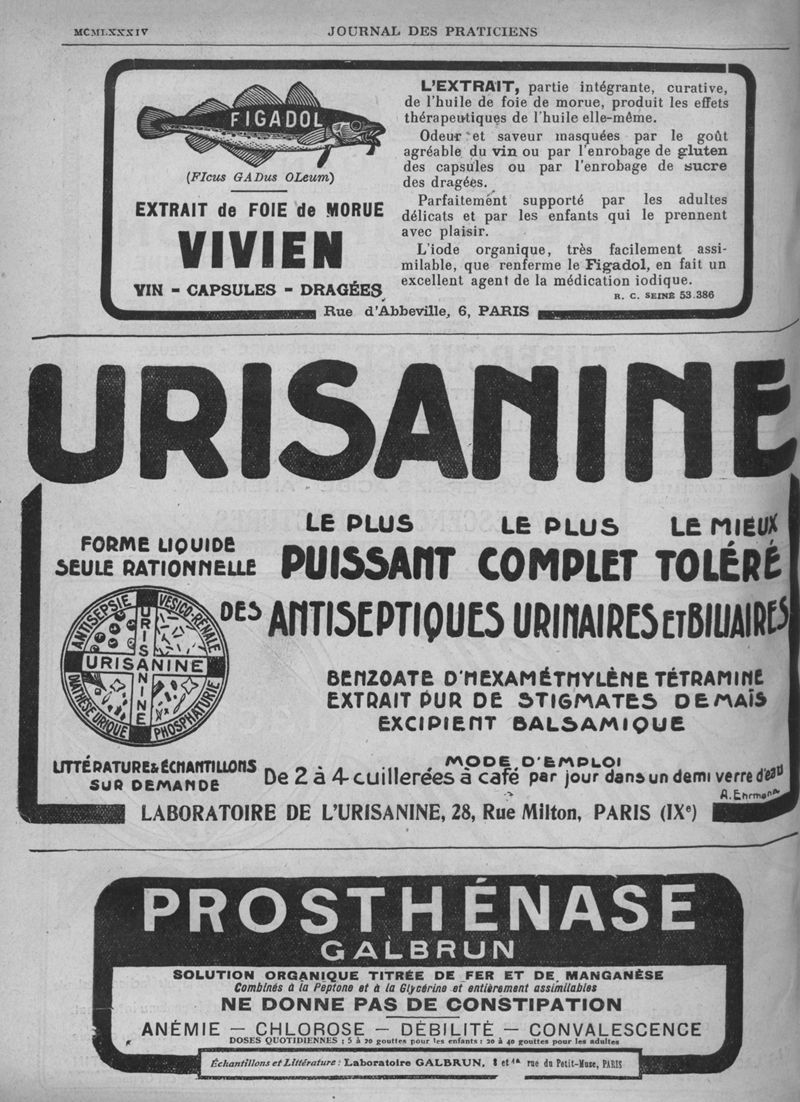 MCMLXXXIV
JOURNAL DES PRATICIENS
FIGADOL
(FIcus GADus OLeum)
EXTRAIT de FOIE de MORUE
VIVIEN
VIN - CAPSULES - DRAGÉES
L'EXTRAIT, partie intégrante, curative,
de l'huile de foie de morue, produit les effets
thérapeutiques de l'huile elle-même.
Odeur et saveur masquées par le goût
agréable du vin ou par l'enrobage de gluten
des capsules ou par l'enrobage de sucre
des dragées.
Parfaitement supporté par les adultes
délicats et par les enfants qui le prennent
avec plaisir.
L'iode organique, très facilement assi-
milable, que renferme le Figadol, en fait un
excellent agent de la médication iodique.
R. C. SEINE 53.386
Rue d'Abbeville, 6, PARIS
URISANINE
FORME LIQUIDE
SEULE RATIONNELLE
LE PLUS LE PLUS LE MIEUX
PUISSANT COMPLET TOLÉRÉ
DES ANTISEPTIQUES URINAIRES ET BILIAIRES
ANTISEPSIE VESICO-RÉNALE
URISANINE
URISANINE
DIATHÈSE URIQUE PHOSPHATURIE
BENZOATE D'HEXAMÉTHYLÈNE TÉTRAMINE
EXTRAIT PUR DE STIGMATES DE MAÏS
EXCIPIENT BALSAMIQUE
LITTÉRATURE & ÉCHANTILLONS
SUR DEMANDE
MODE D'EMPLOI
De 2 à 4 cuillerées à café par jour dans un demi verre d'eau
A. Ehrmann
LABORATOIRE DE L'URISANINE, 28, Rue Milton, PARIS (IXe)
PROSTHÉNASE
GALBRUN
SOLUTION ORGANIQUE TITRÉE DE FER ET DE MANGANÈSE
Combinés à la Peptone et à la Glycérine et entièrement assimilables
NE DONNE PAS DE CONSTIPATION
ANÉMIE — CHLOROSE — DÉBILITÉ — CONVALESCENCE
DOSES QUOTIDIENNES : 5 à 20 gouttes pour les enfants : 20 à 40 gouttes pour les adultes
Échantillons et Littérature : Laboratoire GALBRUN, 8 et 10 rue du Petit-Musc, PARIS